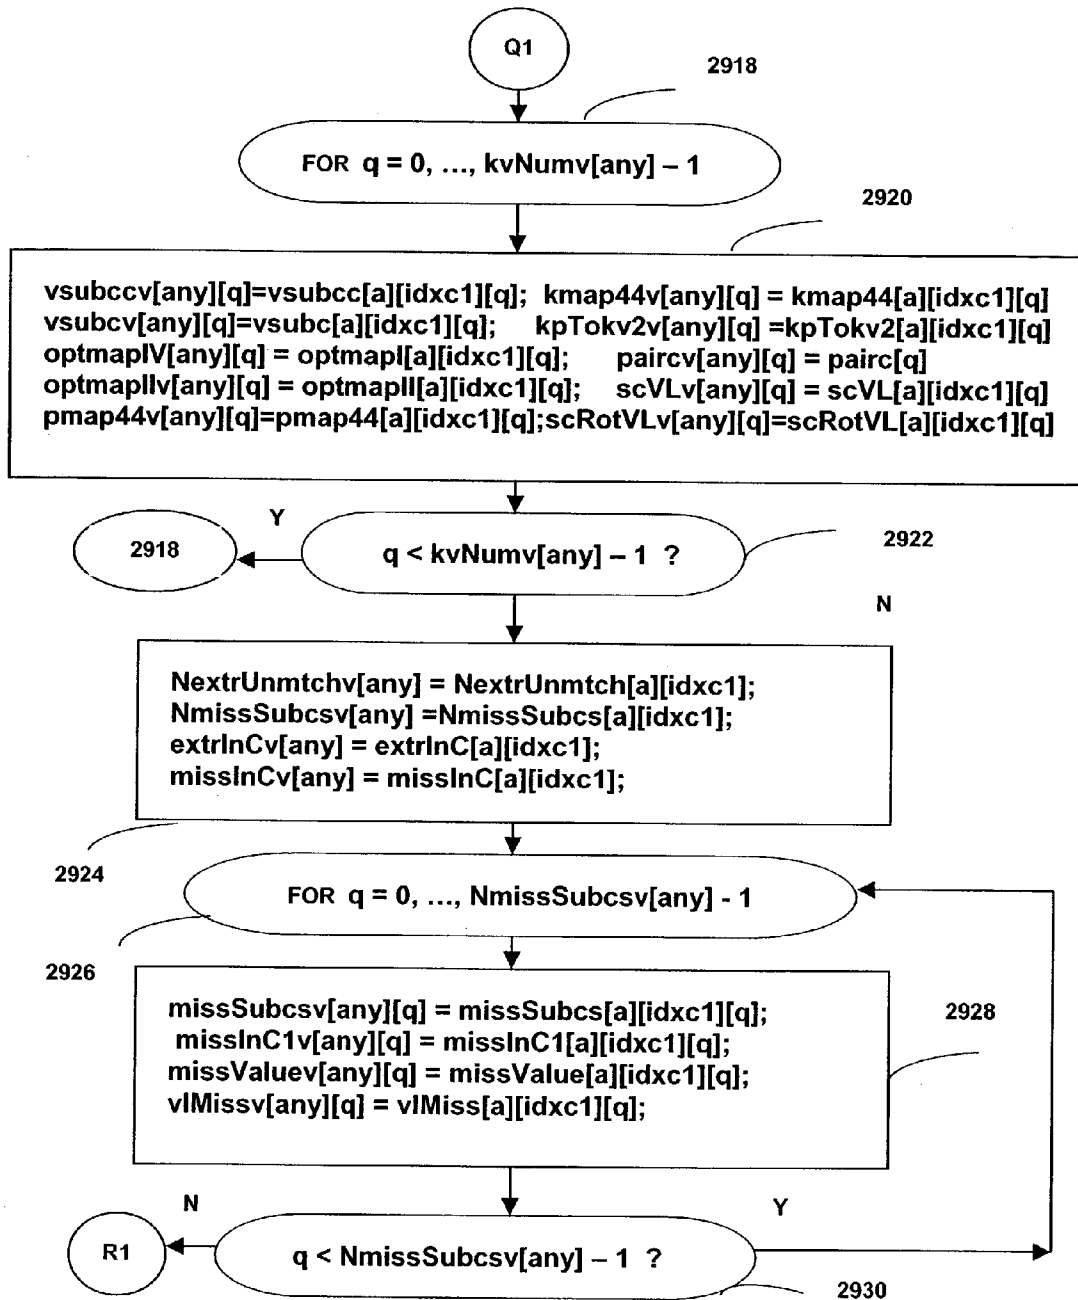 Q1
2918
FOR q = 0, ..., kvNumv[any] – 1
2920
vsubccv[any][q]=vsubcc[a][idxc1][q]; kmap44v[any][q] = kmap44[a][idxc1][q]
vsubcv[any][q]=vsubc[a][idxc1][q]; kpTokv2v[any][q] =kpTokv2[a][idxc1][q]
optmapIV[any][q] = optmapI[a][idxc1][q]; paircv[any][q] = pairc[q]
optmapIIv[any][q] = optmapII[a][idxc1][q]; scVLv[any][q] = scVL[a][idxc1][q]
pmap44v[any][q]=pmap44[a][idxc1][q];scRotVLv[any][q]=scRotVL[a][idxc1][q]
Y
2918
q < kvNumv[any] – 1 ?
2922
N
NextrUnmtchv[any] = NextrUnmtch[a][idxc1];
NmissSubcsv[any] =NmissSubcs[a][idxc1];
extrInCv[any] = extrInC[a][idxc1];
missInCv[any] = missInC[a][idxc1];
2924
FOR q = 0, ..., NmissSubcsv[any] - 1
2926
missSubcsv[any][q] = missSubcs[a][idxc1][q];
missInC1v[any][q] = missInC1[a][idxc1][q];
missValuev[any][q] = missValue[a][idxc1][q];
vlMissv[any][q] = vlMiss[a][idxc1][q];
2928
N
Y
R1
q < NmissSubcsv[any] – 1 ?
2930